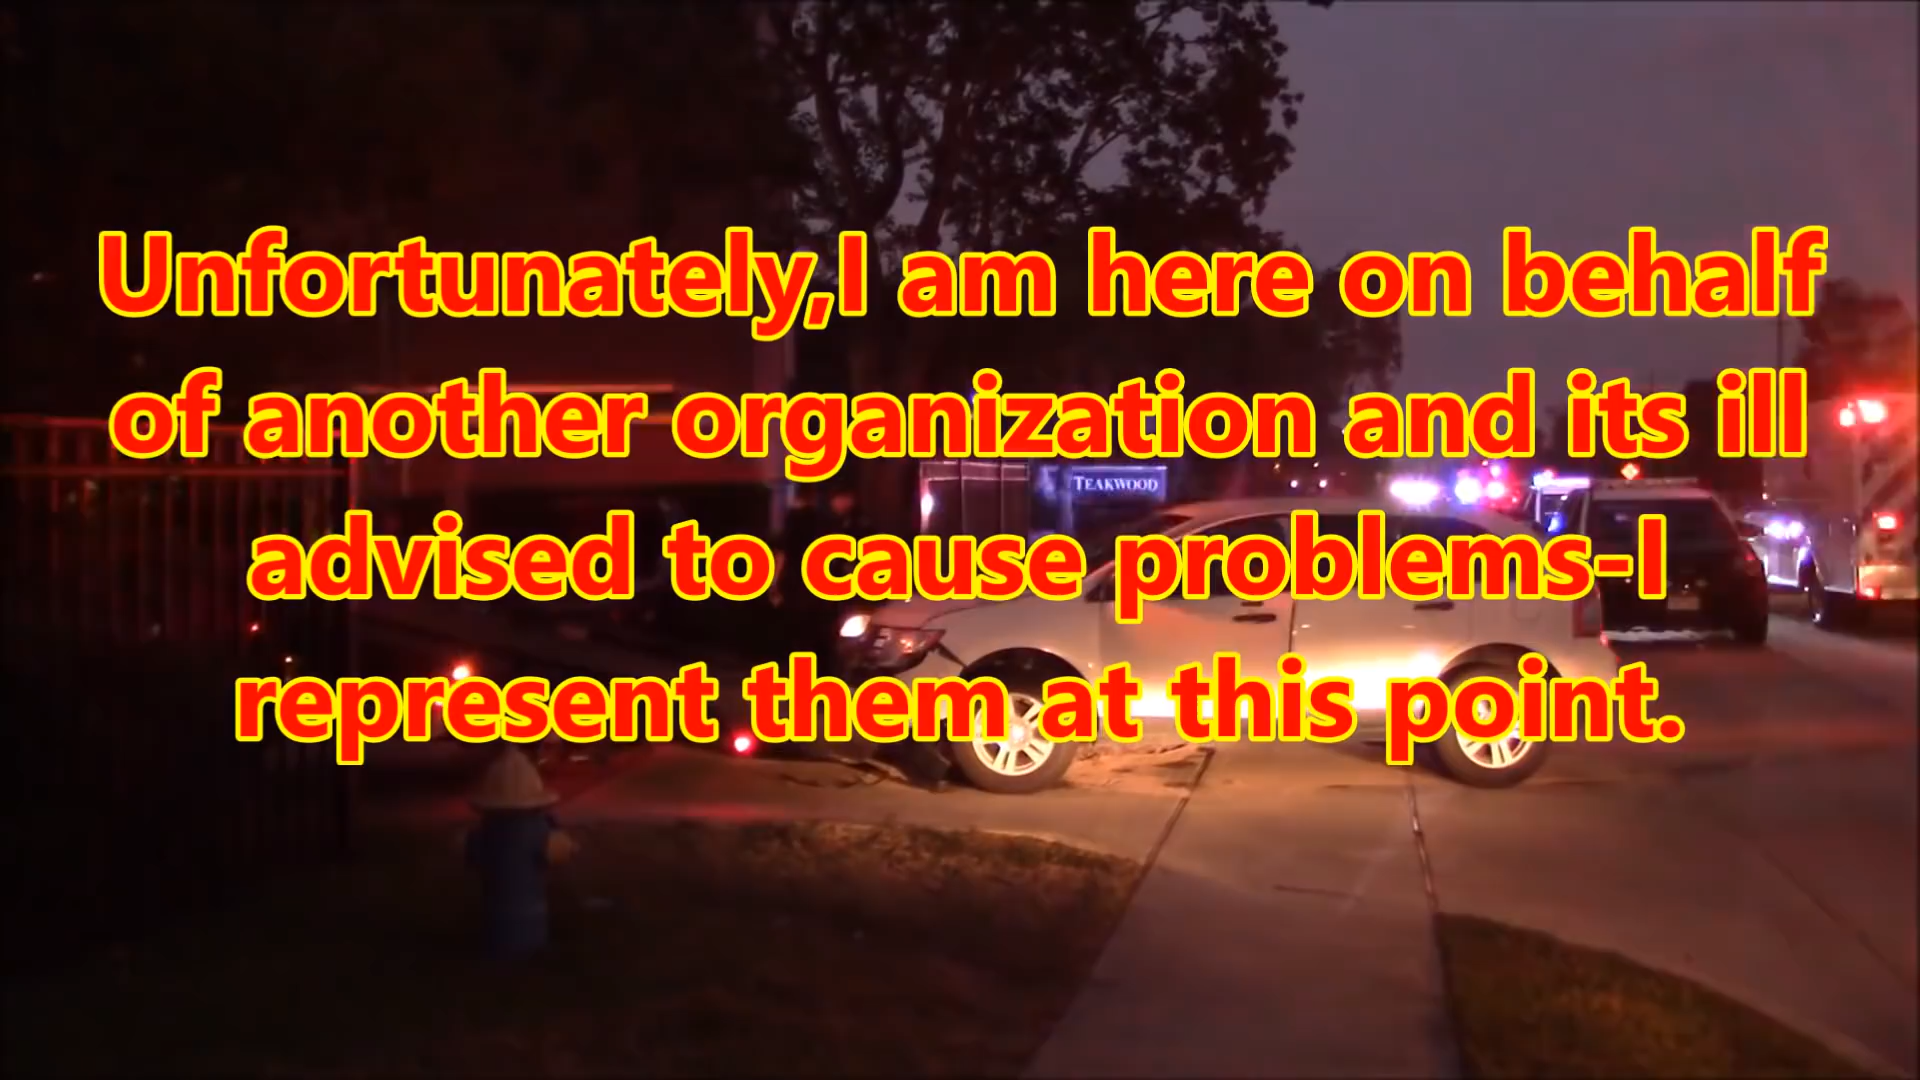 Unfortunately,I am here on behalf
of another organization and its ill
advised to cause problems-I
represent them at this point.
TEAKWOOD